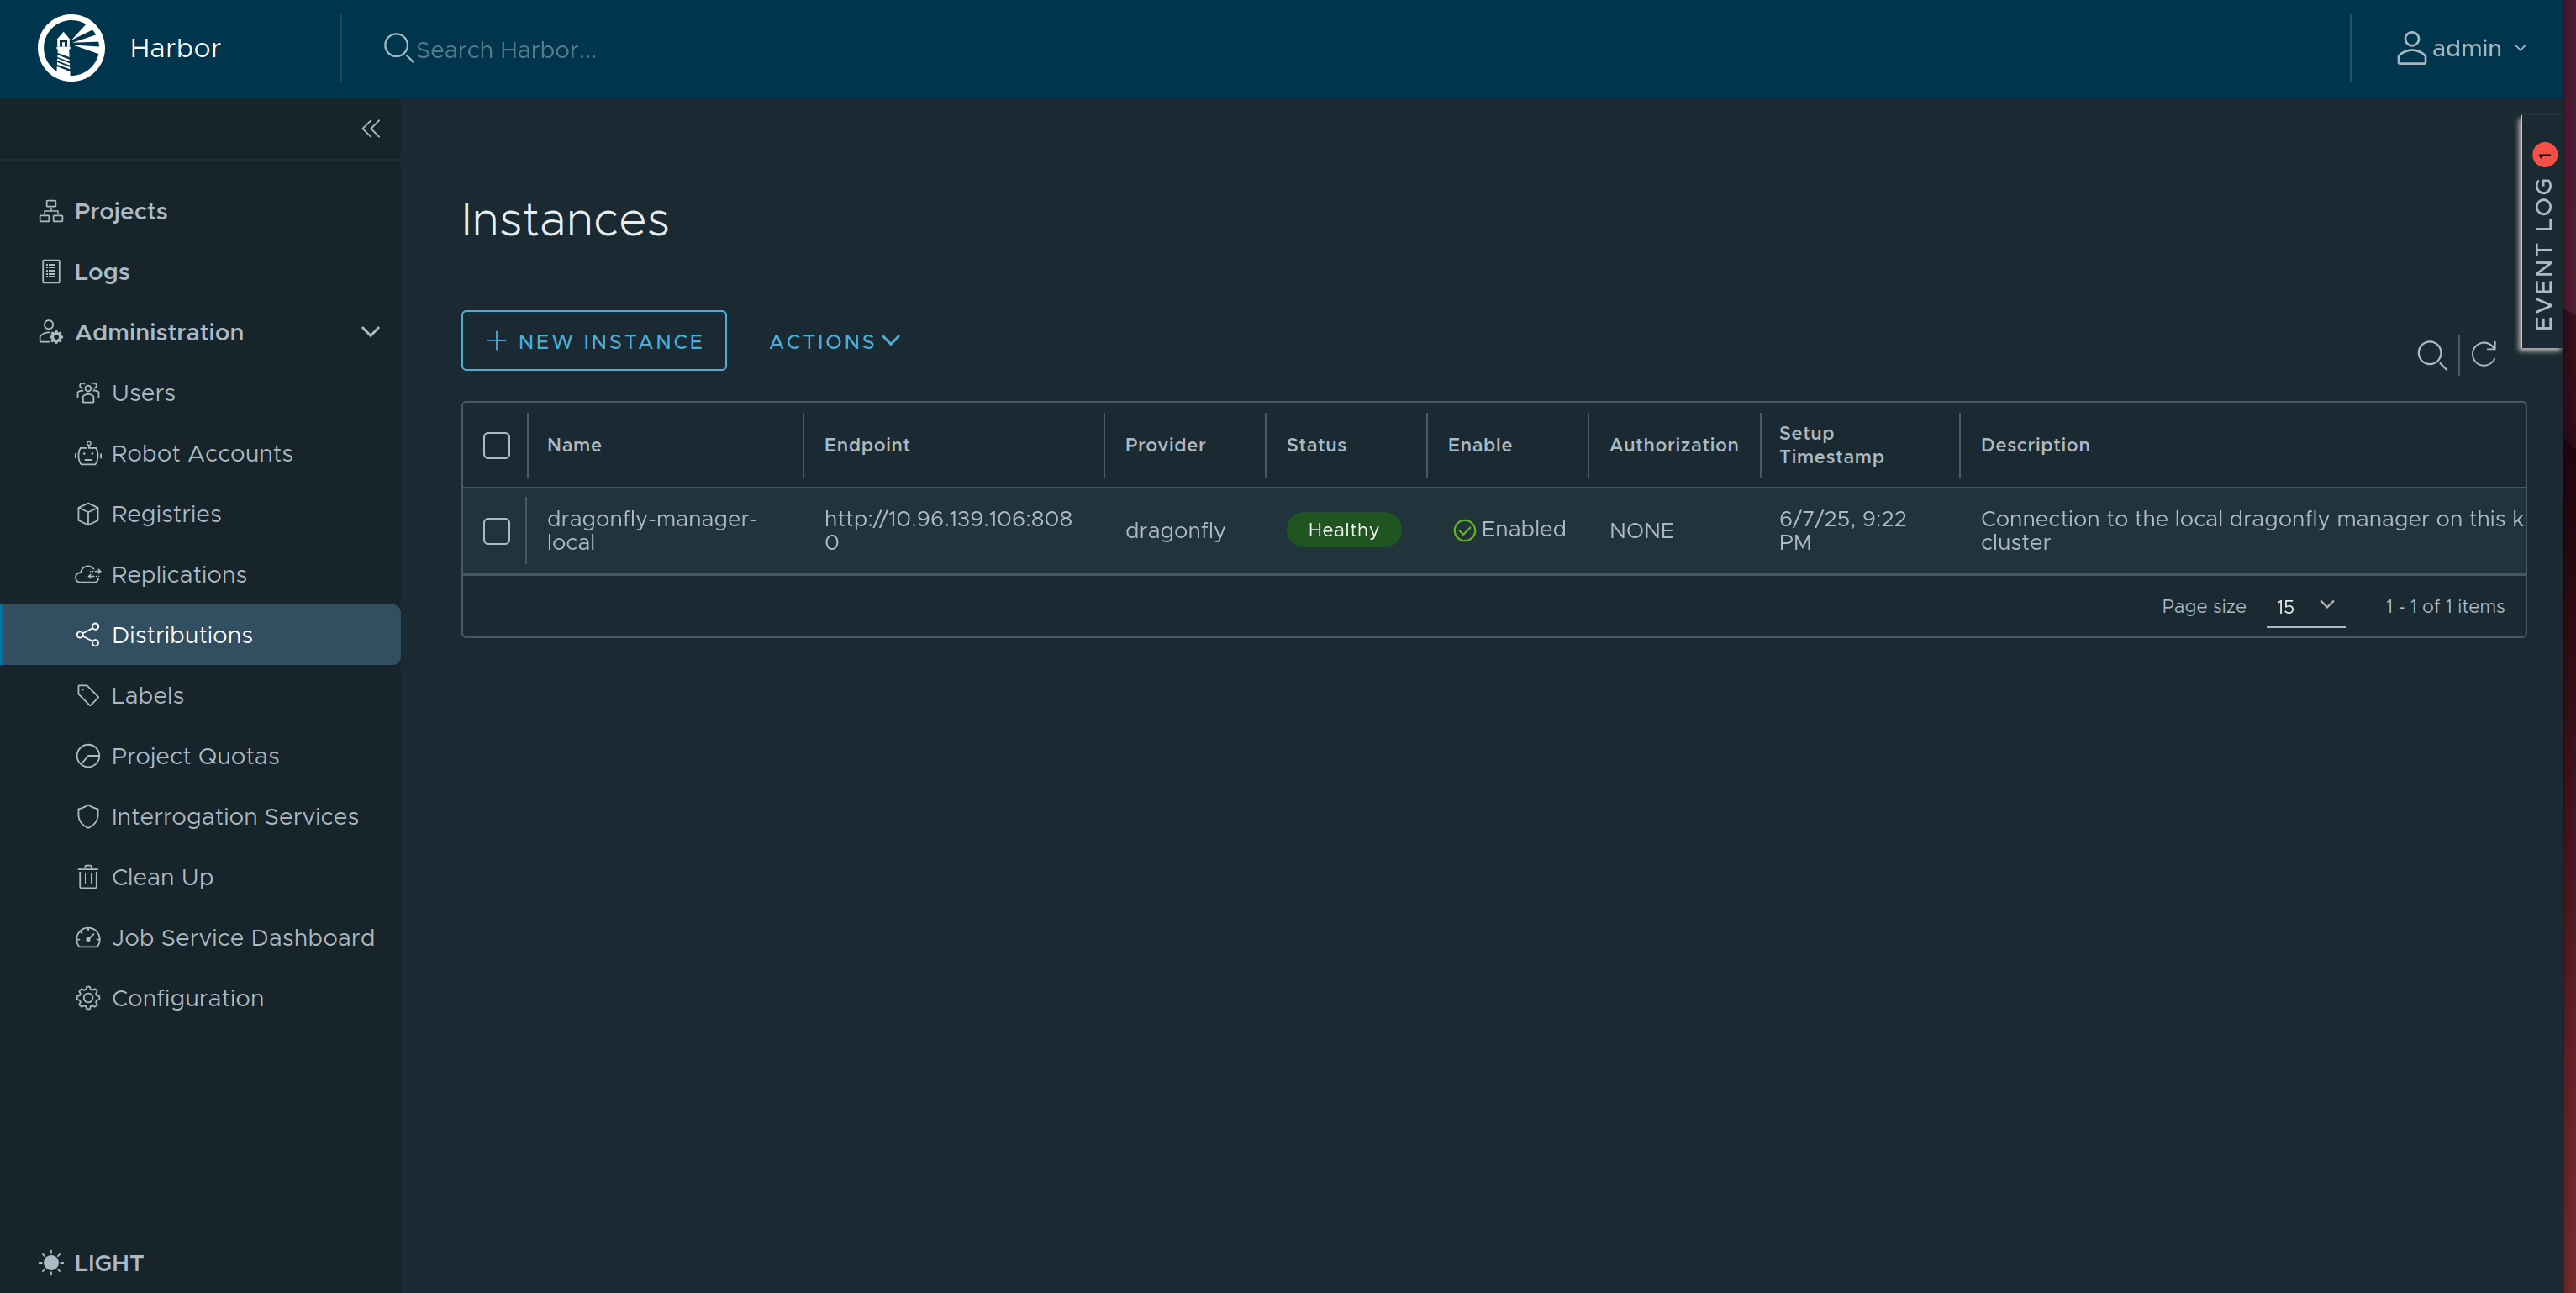 Harbor
Search Harbor...
admin
EVENT LOG 1
Projects
Logs
Administration
Users
Robot Accounts
Registries
Replications
Distributions
Labels
Project Quotas
Interrogation Services
Clean Up
Job Service Dashboard
Configuration
LIGHT
Instances
NEW INSTANCE ACTIONS
Name Endpoint Provider Status Enable Authorization Setup Timestamp Description
dragonfly-manager-
local
http://10.96.139.106:808
0
dragonfly
Healthy
Enabled
NONE
6/7/25, 9:22
PM
Connection to the local dragonfly manager on this k
cluster
Page size 15 1 - 1 of 1 items